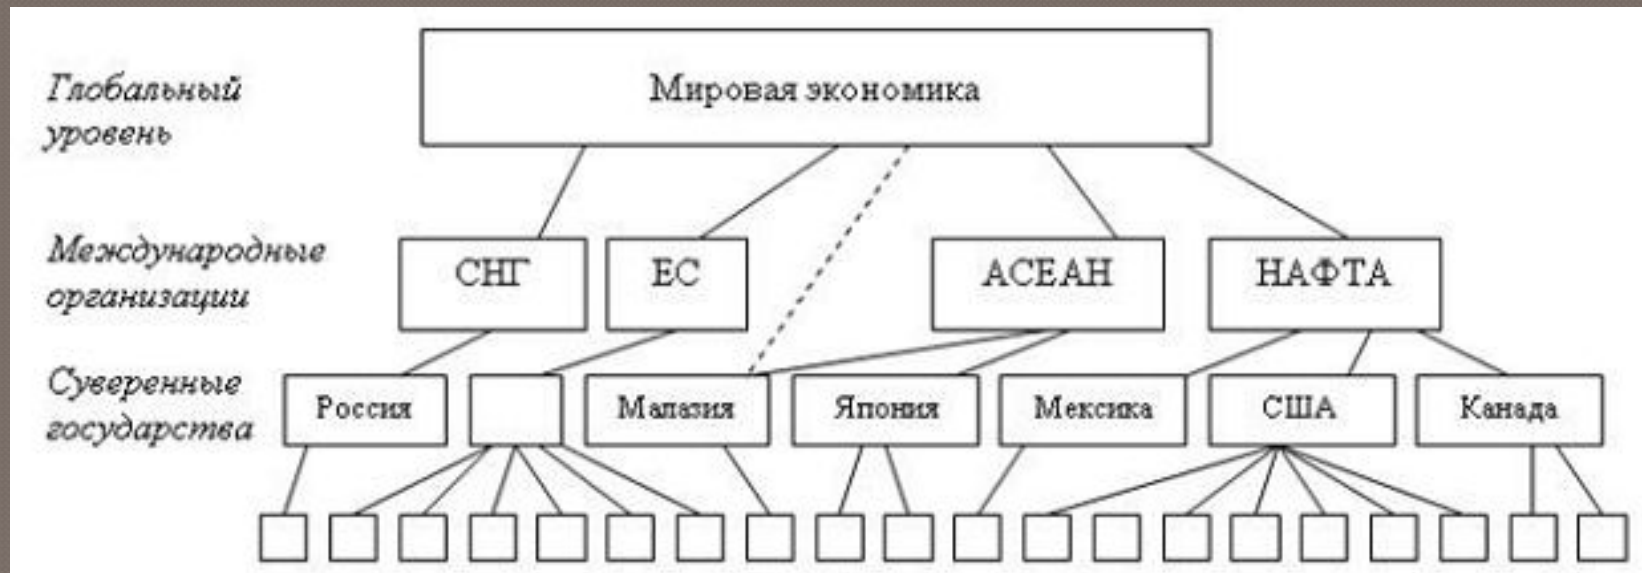 Глобальный
уровень
Мировая экономика
Международные
организации
СНГ
ЕС
АСЕАН
НАФТА
Суверенные
государства
Россия
Малазия
Япония
Мексика
США
Канада